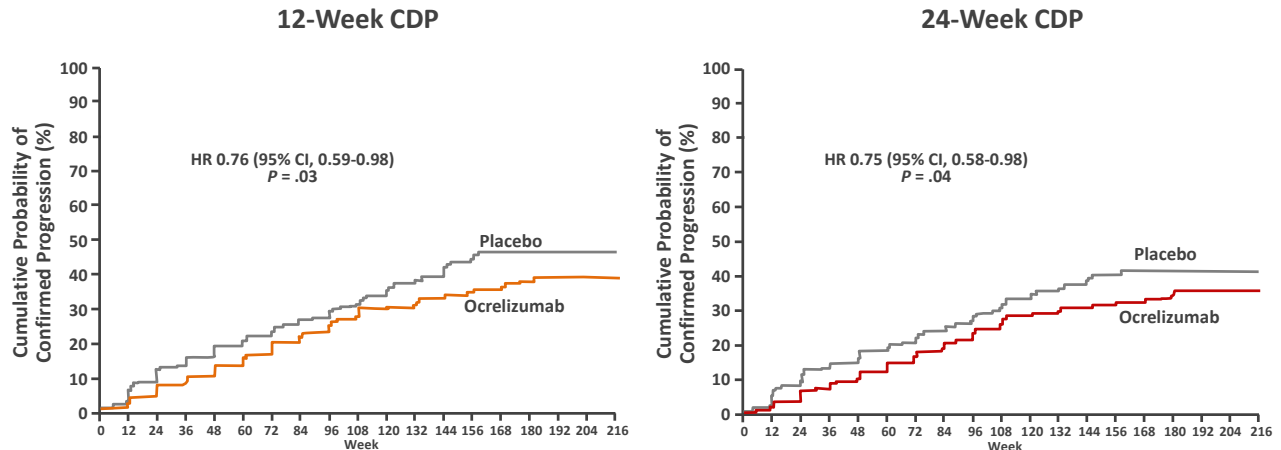 12-Week CDP
Cumulative Probability of
Confirmed Progression (%)
100
90
80
70
60
50
40
30
20
10
0
HR 0.76 (95% CI, 0.59-0.98)
P = .03
Placebo
Ocrelizumab
0 12 24 36 48 60 72 84 96 108 120 132 144 156 168 180 192 204 216
Week
24-Week CDP
Cumulative Probability of
Confirmed Progression (%)
100
90
80
70
60
50
40
30
20
10
0
HR 0.75 (95% CI, 0.58-0.98)
P = .04
Placebo
Ocrelizumab
0 12 24 36 48 60 72 84 96 108 120 132 144 156 168 180 192 204 216
Week